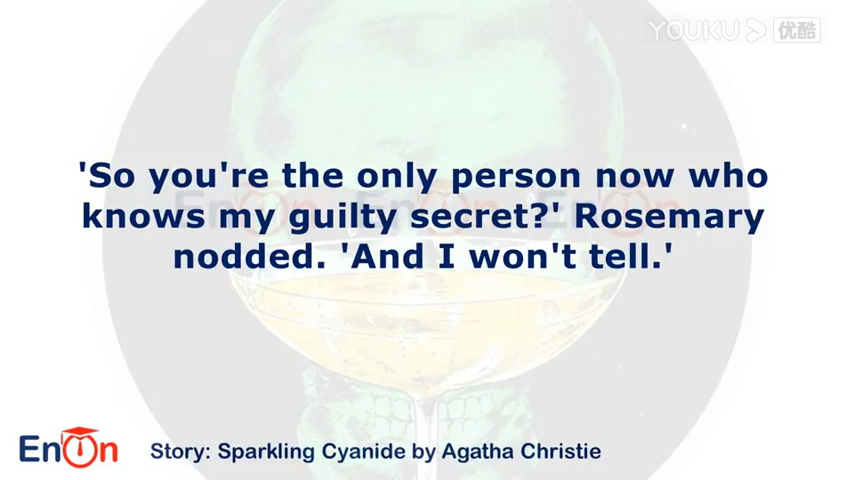 YOUKU 优酷
'So you're the only person now who
knows my guilty secret?' Rosemary
nodded. 'And I won't tell.'
EnOn
Story: Sparkling Cyanide by Agatha Christie